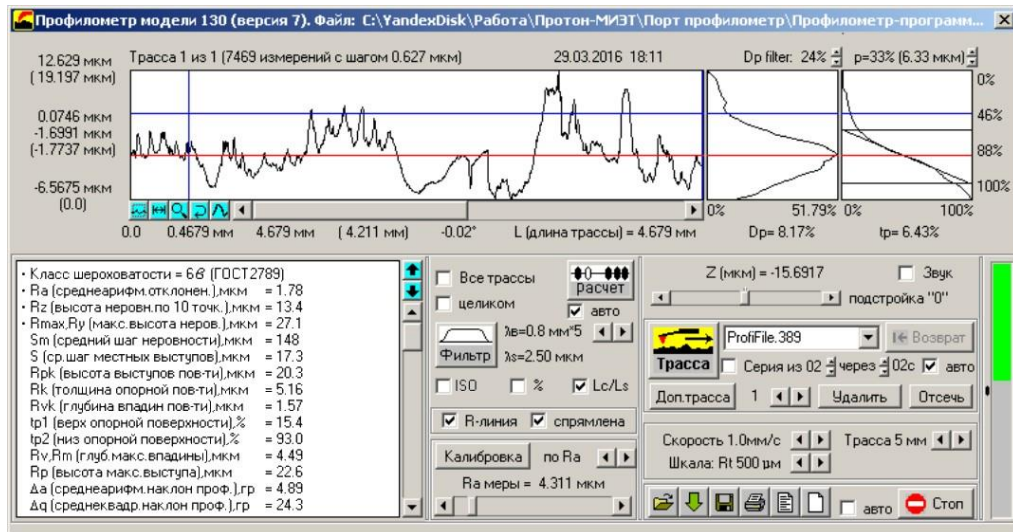 Профилометр модели 130 (версия 7). Файл: C:\YandexDisk\Работа\Протон-МИЭТ\Порт профилометр\Профилометр-программ...
12.629 мкм Трасса 1 из 1 (7469 измерений с шагом 0.627 мкм) 29.03.2016 18:11 Dp filter: 24% p=33% (6.33 мкм)
(19.197 мкм) 0%
0.0746 мкм 46%
-1.6991 мкм
(-1.7737 мкм) 88%
-6.5675 мкм 100%
(0.0) 0% 51.79% 0% 100%
0.0 0.4679 мм 4.679 мм (4.211 мм) -0.02° L (длина трассы) = 4.679 мм Dp= 8.17% tp= 6.43%
· Класс шероховатости = 6в (ГОСТ2789)
· Ra (среднеарифм.отклонен.),мкм = 1.78
· Rz (высота неровн.по 10 точк.),мкм = 13.4
· Rmax,Ry (макс.высота неров.),мкм = 27.1
Sm (средний шаг неровности),мкм = 148
S (ср.шаг местных выступов),мкм = 17.3
Rpk (высота выступов пов-ти),мкм = 20.3
Rk (толщина опорной пов-ти),мкм = 5.16
Rvk (глубина впадин пов-ти),мкм = 1.57
tp1 (верх опорной поверхности),% = 15.4
tp2 (низ опорной поверхности),% = 93.0
Rv,Rm (глуб.макс.впадины),мкм = 4.49
Rp (высота макс.выступа),мкм = 22.6
Δa (среднеарифм.наклон проф.),гр = 4.89
Δq (среднеквадр.наклон проф.),гр = 24.3
Все трассы
расчет
целиком
авто
λв=0.8 мм*5
Фильтр λs=2.50 мкм
ISO % Lc/Ls
R-линия спрямлена
Калибровка по Ra
Ra меры = 4.311 мкм
Z (мкм) = -15.6917 Звук
подстройка "0"
ProfiFile.389 Возврат
Трасса Серия из 02 через 02с авто
Доп.трасса 1 Удалить Отсечь
Скорость 1.0мм/с Трасса 5 мм
Шкала: Rt 500 μм
авто Стоп